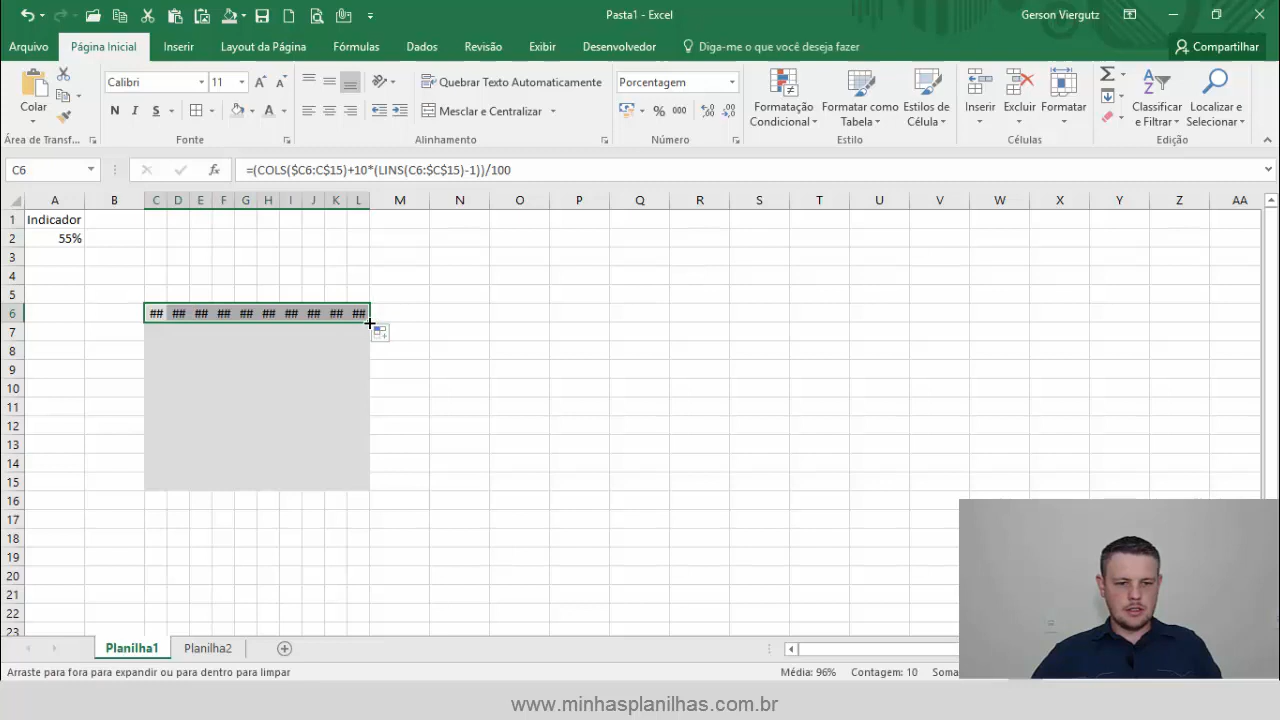 Pasta1 - Excel
Gerson Viergutz
Arquivo Página Inicial Inserir Layout da Página Fórmulas Dados Revisão Exibir Desenvolvedor Diga-me o que você deseja fazer Compartilhar
Colar
Calibri 11
N I S
Quebrar Texto Automaticamente
Mesclar e Centralizar
Porcentagem
% 000
Formatação Condicional
Formatar como Tabela
Estilos de Célula
Inserir
Excluir
Formatar
Classificar e Filtrar
Localizar e Selecionar
Área de Transf... Fonte Alinhamento Número Estilo Células Edição
C6 fx =(COLS($C6:C$15)+10*(LINS(C6:$C$15)-1))/100
A B C D E F G H I J K L M N O P Q R S T U V W X Y Z AA
1 Indicador
2 55%
3
4
5
6 ## ## ## ## ## ## ## ## ## ##
7
8
9
10
11
12
13
14
15
16
17
18
19
20
21
22
23
Planilha1 Planilha2
Arraste para fora para expandir ou para dentro para limpar
Média: 96% Contagem: 10 Soma
www.minhasplanilhas.com.br